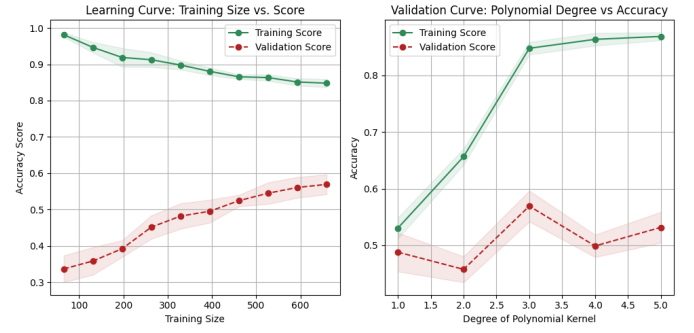 Learning Curve: Training Size vs. Score
1.0
0.9
0.8
0.7
0.6
0.5
0.4
0.3
Accuracy Score
Training Score
Validation Score
100
200
300
400
500
600
Training Size
Validation Curve: Polynomial Degree vs Accuracy
0.8
0.7
0.6
0.5
Accuracy
Training Score
Validation Score
1.0
1.5
2.0
2.5
3.0
3.5
4.0
4.5
5.0
Degree of Polynomial Kernel